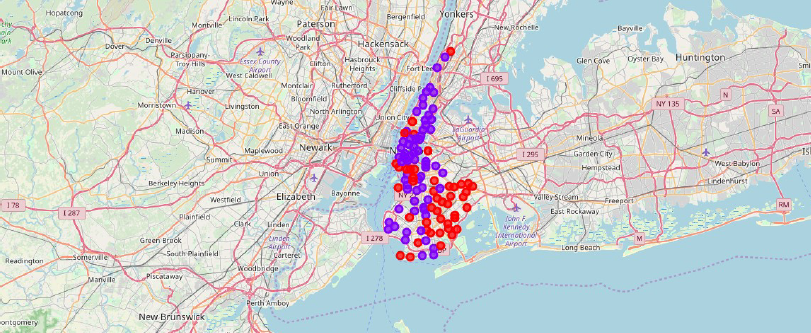 Hopatcong
Wayne
Fair Lawn
Bergenfield
Yonkers
Lincoln Park
Paterson
Montville
New Rochelle
Bayville
Dover
Denville
Woodland
Park
Hackensack
Huntington
Parsippany-
Troy Hills
Essex County
Airport
Hasbrouck
Heights
Glen Cove
Oyster Bay
Mount Olive
West Caldwell
Clifton
Fort Lee
I 695
Hanover
Montclair
Rutherford
Cliffside Park
NY 135
N
Morristown
Livingston
Bloomfield
North Arlington
SA
East Orange
Union City
Madison
LaGuardia
Airport
Mineola
Maplewood
Newark
I 295
Garden City
Summit
Hempstead
West Babylon
Berkeley Heights
Lindenhurst
Elizabeth
Bayonne
Valley Stream
Freeport
I 78
I 287
Plainfield
Linden
East Rockaway
RM
Clark
John F.
Kennedy
International
Airport
Green Brook
Linden
Airport
I 278
M
Somerville
South Plainfield
Carteret
Long Beach
Readington
Woodbridge
Manville
Piscataway
Perth Amboy
Flemington
New Brunswick